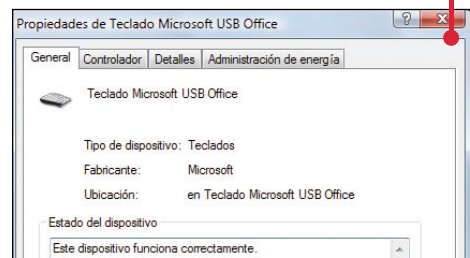 Propiedades de Teclado Microsoft USB Office
General Controlador Detalles Administración de energía
Teclado Microsoft USB Office
Tipo de dispositivo: Teclados
Fabricante: Microsoft
Ubicación: en Teclado Microsoft USB Office
Estado del dispositivo
Este dispositivo funciona correctamente.